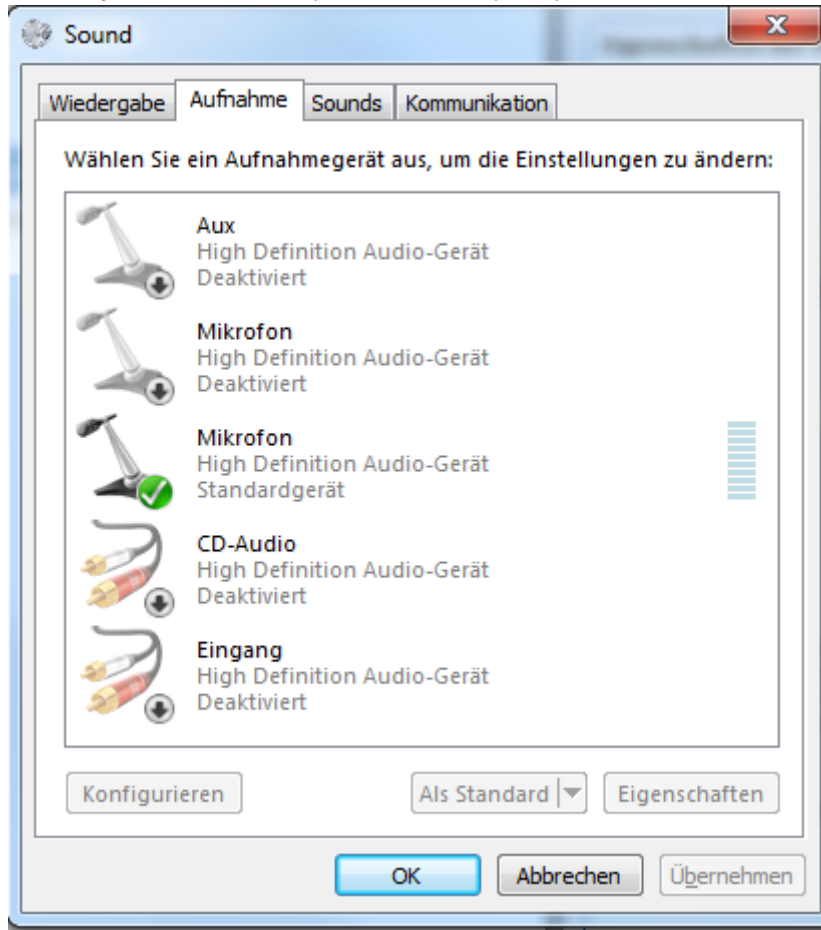 Sound
Wiedergabe Aufnahme Sounds Kommunikation
Wählen Sie ein Aufnahmegerät aus, um die Einstellungen zu ändern:
Aux
High Definition Audio-Gerät
Deaktiviert
Mikrofon
High Definition Audio-Gerät
Deaktiviert
Mikrofon
High Definition Audio-Gerät
Standardgerät
CD-Audio
High Definition Audio-Gerät
Deaktiviert
Eingang
High Definition Audio-Gerät
Deaktiviert
Konfigurieren Als Standard Eigenschaften
OK Abbrechen Übernehmen